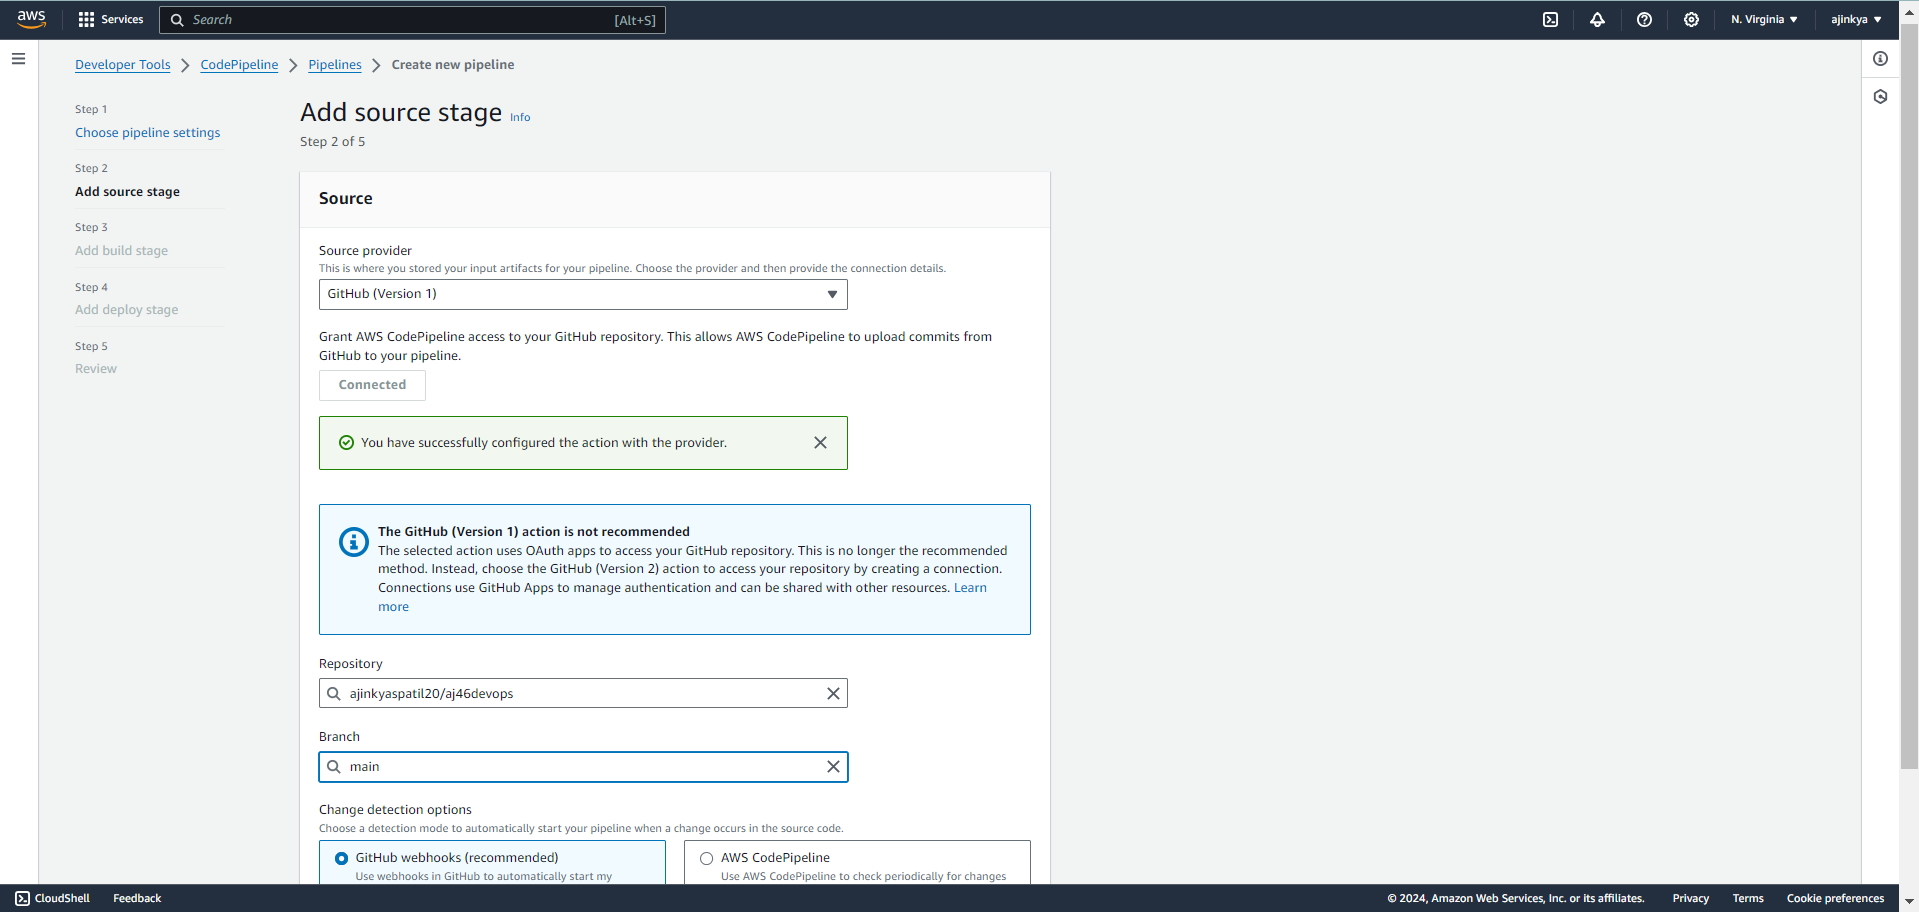 aws Services Search [Alt+S] N. Virginia ajinkya
Developer Tools CodePipeline Pipelines Create new pipeline
Step 1
Choose pipeline settings
Step 2
Add source stage
Step 3
Add build stage
Step 4
Add deploy stage
Step 5
Review
Add source stage Info
Step 2 of 5
Source
Source provider
This is where you stored your input artifacts for your pipeline. Choose the provider and then provide the connection details.
GitHub (Version 1)
Grant AWS CodePipeline access to your GitHub repository. This allows AWS CodePipeline to upload commits from
GitHub to your pipeline.
Connected
You have successfully configured the action with the provider.
The GitHub (Version 1) action is not recommended
The selected action uses OAuth apps to access your GitHub repository. This is no longer the recommended
method. Instead, choose the GitHub (Version 2) action to access your repository by creating a connection.
Connections use GitHub Apps to manage authentication and can be shared with other resources. Learn
more
Repository
ajinkyaspatil20/aj46devops
Branch
main
Change detection options
Choose a detection mode to automatically start your pipeline when a change occurs in the source code.
GitHub webhooks (recommended)
Use webhooks in GitHub to automatically start my
AWS CodePipeline
Use AWS CodePipeline to check periodically for changes
CloudShell Feedback © 2024, Amazon Web Services, Inc. or its affiliates. Privacy Terms Cookie preferences